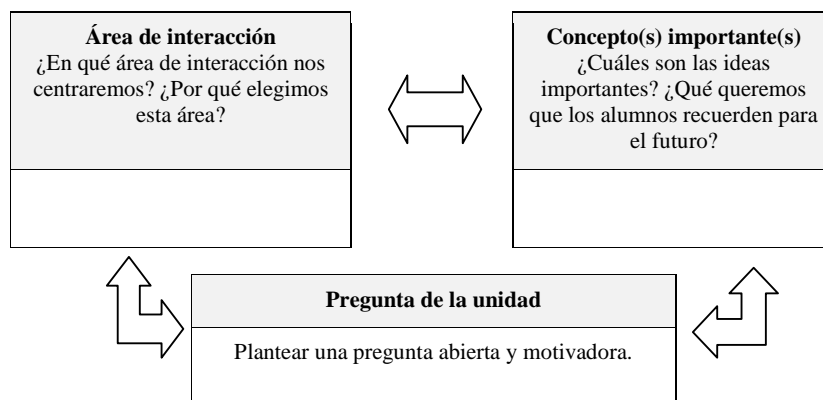 Área de interacción
¿En qué área de interacción nos
centraremos? ¿Por qué elegimos
esta área?
Concepto(s) importante(s)
¿Cuáles son las ideas
importantes? ¿Qué queremos
que los alumnos recuerden para
el futuro?
Pregunta de la unidad
Plantear una pregunta abierta y motivadora.